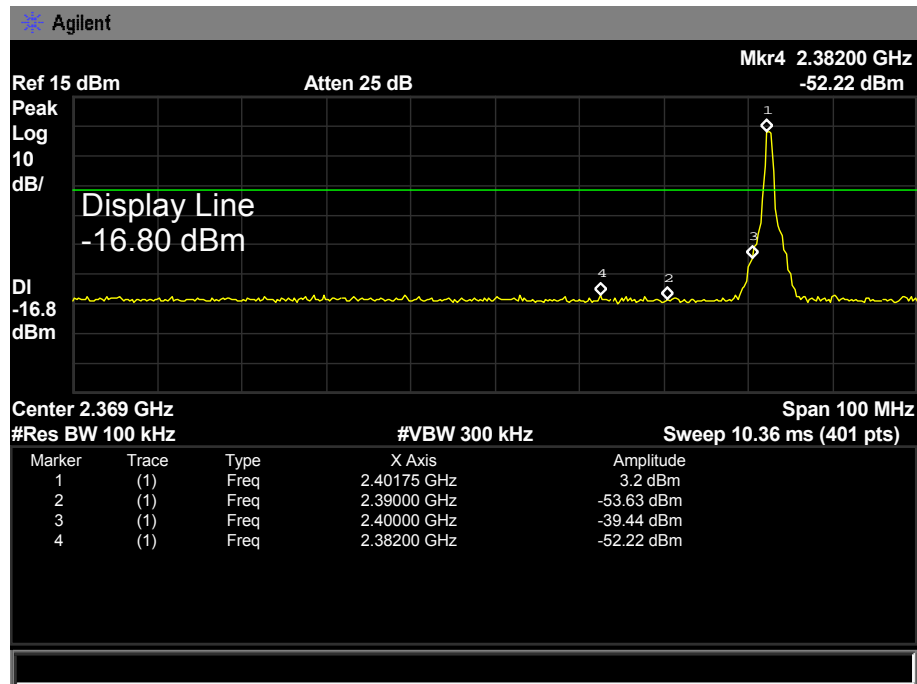 Agilent
Mkr4 2.38200 GHz
Ref 15 dBm Atten 25 dB -52.22 dBm
Peak
Log
10
dB/
1
Display Line
-16.80 dBm
3
4
2
DI
-16.8
dBm
Center 2.369 GHz Span 100 MHz
#Res BW 100 kHz #VBW 300 kHz Sweep 10.36 ms (401 pts)
Marker Trace Type X Axis Amplitude
1 (1) Freq 2.40175 GHz 3.2 dBm
2 (1) Freq 2.39000 GHz -53.63 dBm
3 (1) Freq 2.40000 GHz -39.44 dBm
4 (1) Freq 2.38200 GHz -52.22 dBm